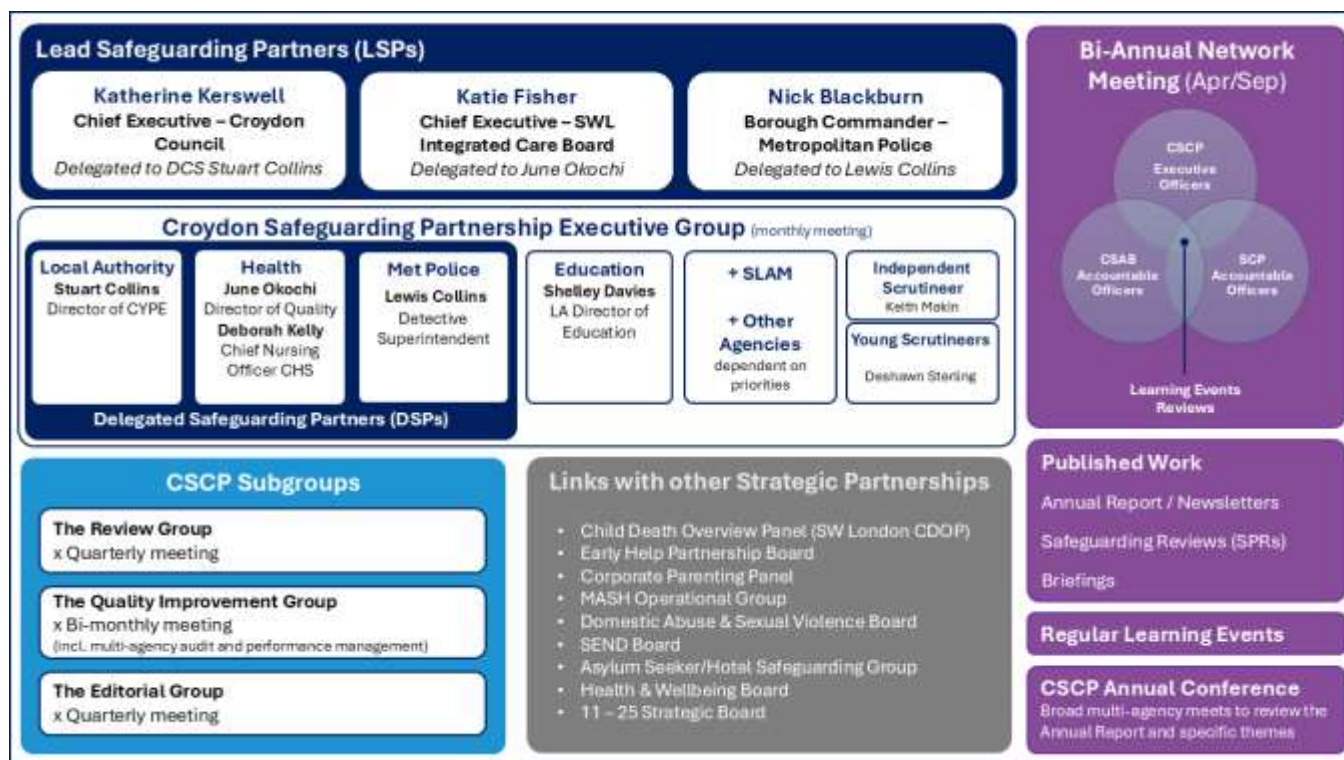 Lead Safeguarding Partners (LSPs)
Katherine Kerswell
Chief Executive – Croydon
Council
Delegated to DCS Stuart Collins
Katie Fisher
Chief Executive – SWL
Integrated Care Board
Delegated to June Okochi
Nick Blackburn
Borough Commander –
Metropolitan Police
Delegated to Lewis Collins
Croydon Safeguarding Partnership Executive Group (monthly meeting)
Local Authority
Stuart Collins
Director of CYPE
Health
June Okochi
Director of Quality
Deborah Kelly
Chief Nursing
Officer CHS
Met Police
Lewis Collins
Detective
Superintendent
Delegated Safeguarding Partners (DSPs)
Education
Shelley Davies
LA Director of
Education
+ SLAM
+ Other
Agencies
dependent on
priorities
Independent
Scrutineer
Keith Makin
Young Scrutineers
Deshawn Sterling
CSCP Subgroups
The Review Group
x Quarterly meeting
The Quality Improvement Group
x Bi-monthly meeting
(incl. multi-agency audit and performance management)
The Editorial Group
x Quarterly meeting
Links with other Strategic Partnerships
• Child Death Overview Panel (SW London CDOP)
• Early Help Partnership Board
• Corporate Parenting Panel
• MASH Operational Group
• Domestic Abuse & Sexual Violence Board
• SEND Board
• Asylum Seeker/Hotel Safeguarding Group
• Health & Wellbeing Board
• 11 – 25 Strategic Board
Bi-Annual Network
Meeting (Apr/Sep)
CSCP
Executive
Officers
CSAB
Accountable
Officers
SCP
Accountable
Officers
Learning Events
Reviews
Published Work
Annual Report / Newsletters
Safeguarding Reviews (SPRs)
Briefings
Regular Learning Events
CSCP Annual Conference
Broad multi-agency meets to review the
Annual Report and specific themes